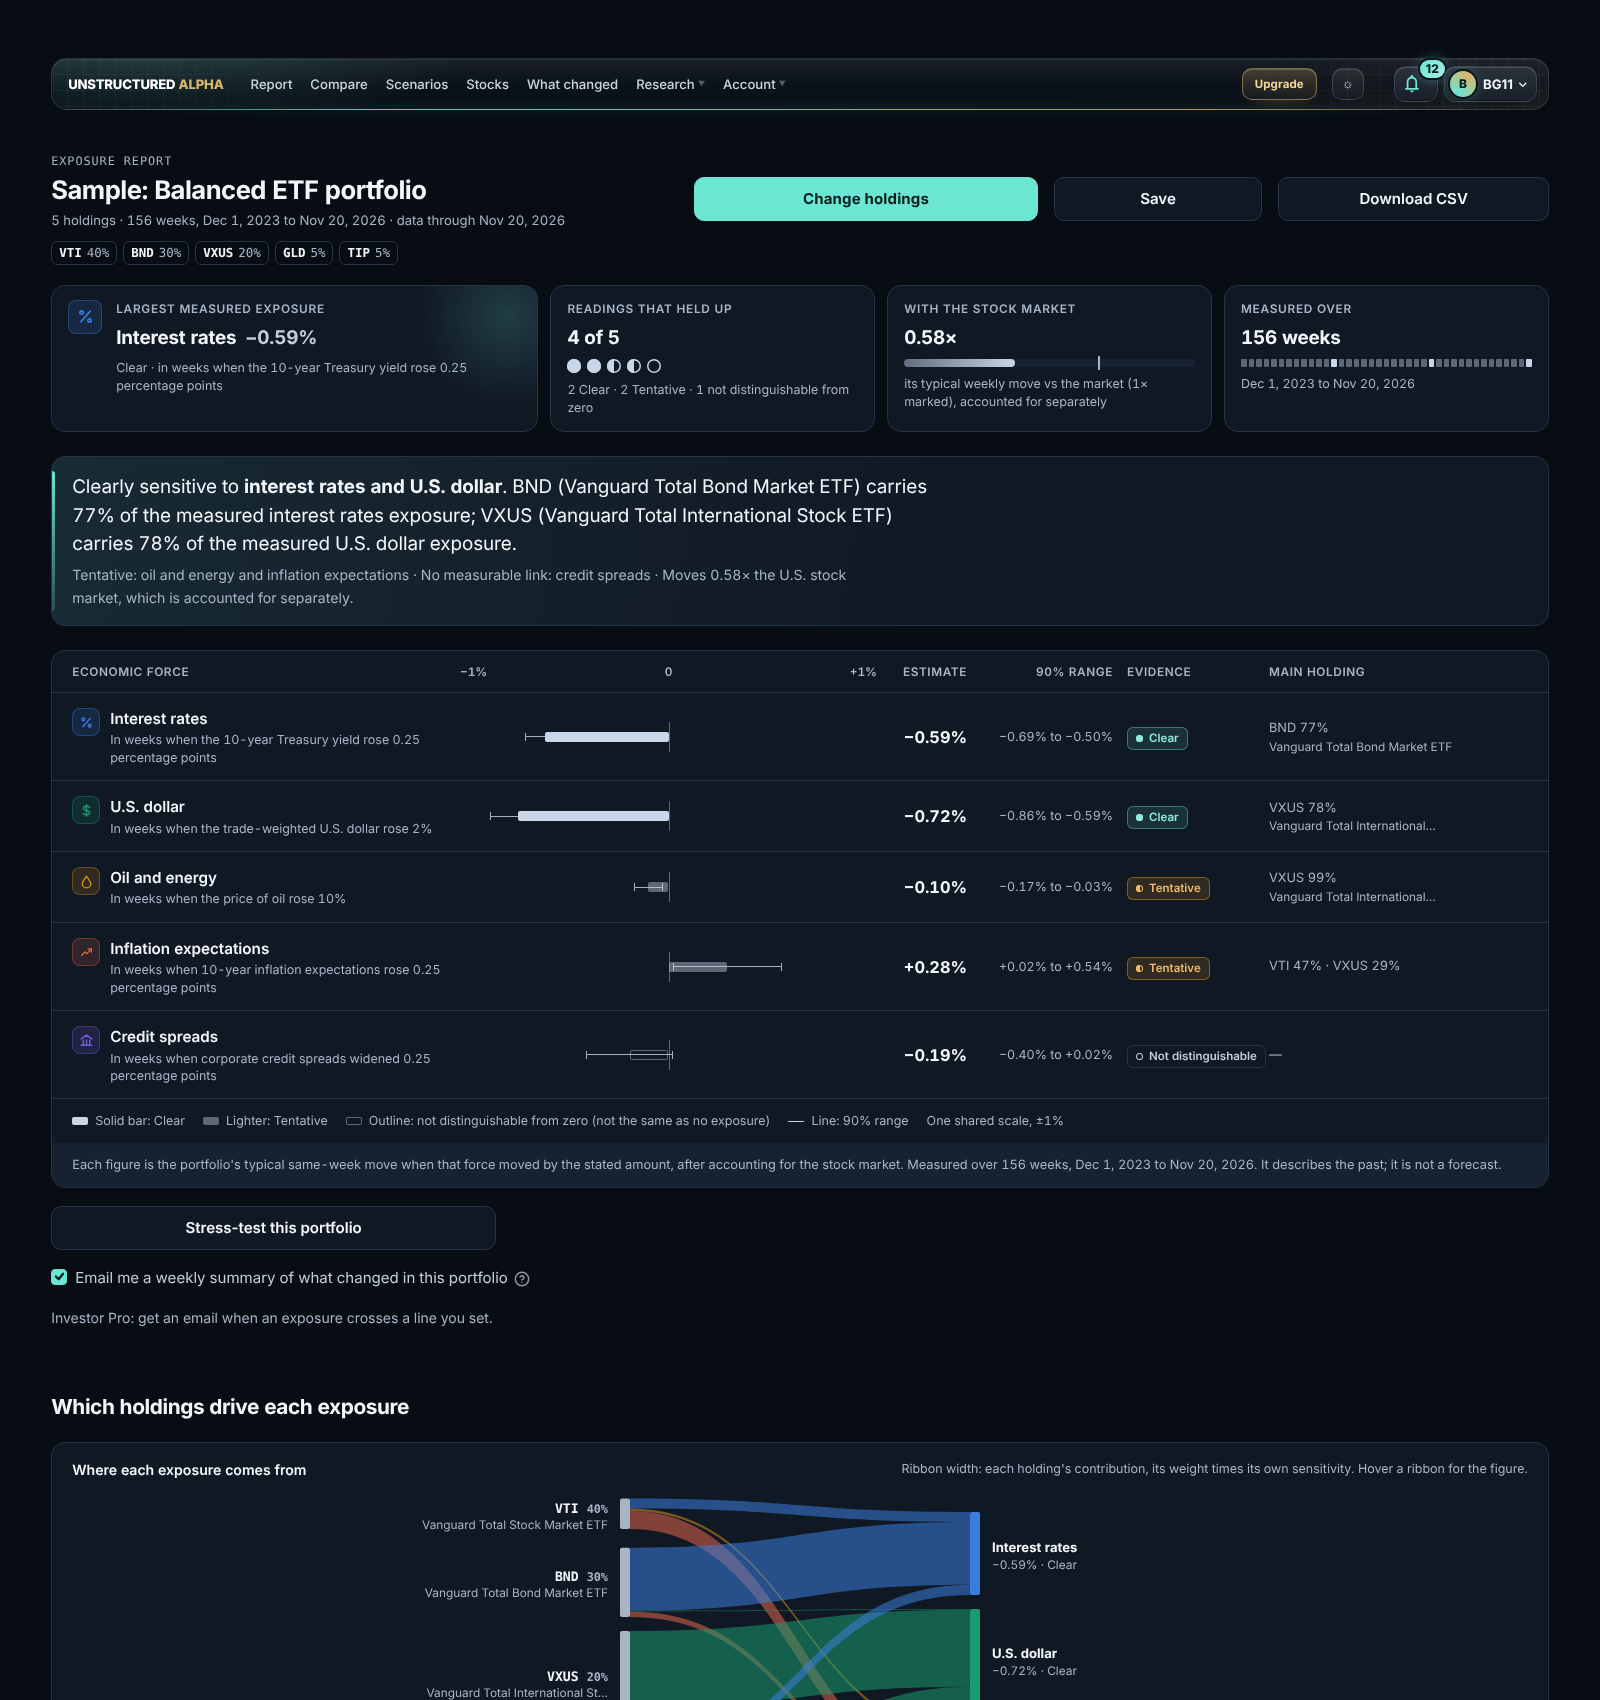 UNSTRUCTURED ALPHA Report Compare Scenarios Stocks What changed Research Account Upgrade 12 B BG11
EXPOSURE REPORT
Sample: Balanced ETF portfolio
5 holdings · 156 weeks, Dec 1, 2023 to Nov 20, 2026 · data through Nov 20, 2026
VTI 40% BND 30% VXUS 20% GLD 5% TIP 5%
Change holdings
Save
Download CSV
LARGEST MEASURED EXPOSURE
Interest rates −0.59%
Clear · in weeks when the 10-year Treasury yield rose 0.25
percentage points
READINGS THAT HELD UP
4 of 5
2 Clear · 2 Tentative · 1 not distinguishable from
zero
WITH THE STOCK MARKET
0.58×
its typical weekly move vs the market (1×
marked), accounted for separately
MEASURED OVER
156 weeks
Dec 1, 2023 to Nov 20, 2026
Clearly sensitive to interest rates and U.S. dollar. BND (Vanguard Total Bond Market ETF) carries
77% of the measured interest rates exposure; VXUS (Vanguard Total International Stock ETF)
carries 78% of the measured U.S. dollar exposure.
Tentative: oil and energy and inflation expectations · No measurable link: credit spreads · Moves 0.58× the U.S. stock
market, which is accounted for separately.
ECONOMIC FORCE −1% 0 +1% ESTIMATE 90% RANGE EVIDENCE MAIN HOLDING
Interest rates
In weeks when the 10-year Treasury yield rose 0.25
percentage points
−0.59% −0.69% to −0.50% Clear
BND 77%
Vanguard Total Bond Market ETF
U.S. dollar
In weeks when the trade-weighted U.S. dollar rose 2%
−0.72% −0.86% to −0.59% Clear
VXUS 78%
Vanguard Total International...
Oil and energy
In weeks when the price of oil rose 10%
−0.10% −0.17% to −0.03% Tentative
VXUS 99%
Vanguard Total International...
Inflation expectations
In weeks when 10-year inflation expectations rose 0.25
percentage points
+0.28% +0.02% to +0.54% Tentative
VTI 47% · VXUS 29%
Credit spreads
In weeks when corporate credit spreads widened 0.25
percentage points
−0.19% −0.40% to +0.02% Not distinguishable —
Solid bar: Clear Lighter: Tentative Outline: not distinguishable from zero (not the same as no exposure) Line: 90% range One shared scale, ±1%
Each figure is the portfolio's typical same-week move when that force moved by the stated amount, after accounting for the stock market. Measured over 156 weeks, Dec 1, 2023 to Nov 20, 2026. It describes the past; it is not a forecast.
Stress-test this portfolio
Email me a weekly summary of what changed in this portfolio ?
Investor Pro: get an email when an exposure crosses a line you set.
Which holdings drive each exposure
Where each exposure comes from
Ribbon width: each holding's contribution, its weight times its own sensitivity. Hover a ribbon for the figure.
VTI 40%
Vanguard Total Stock Market ETF
BND 30%
Vanguard Total Bond Market ETF
VXUS 20%
Vanguard Total International St...
Interest rates
−0.59% · Clear
U.S. dollar
−0.72% · Clear